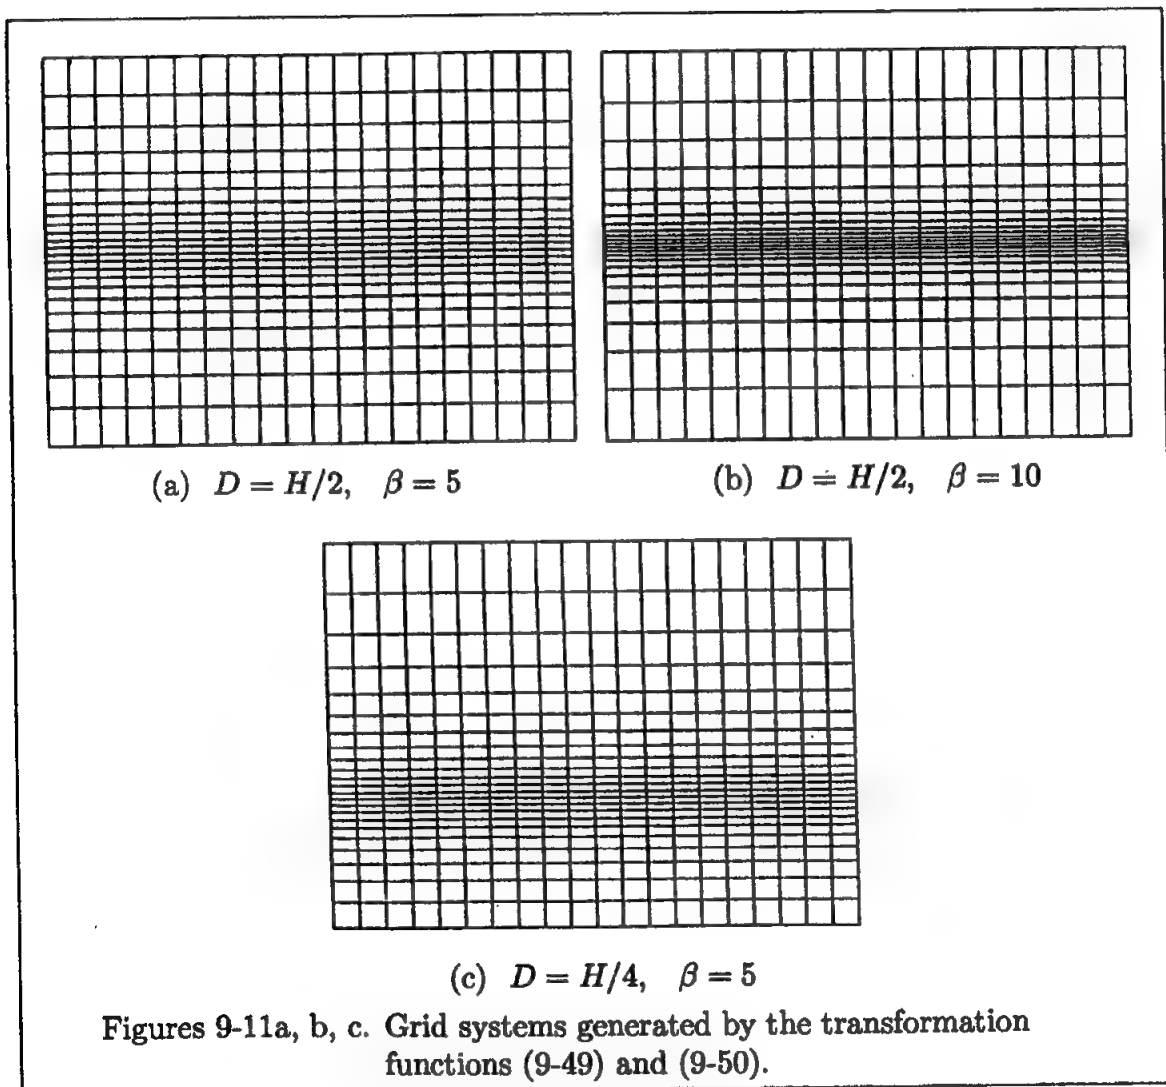 (a) D = H/2, β = 5
(b) D = H/2, β = 10
(c) D = H/4, β = 5
Figures 9-11a, b, c. Grid systems generated by the transformation
functions (9-49) and (9-50).